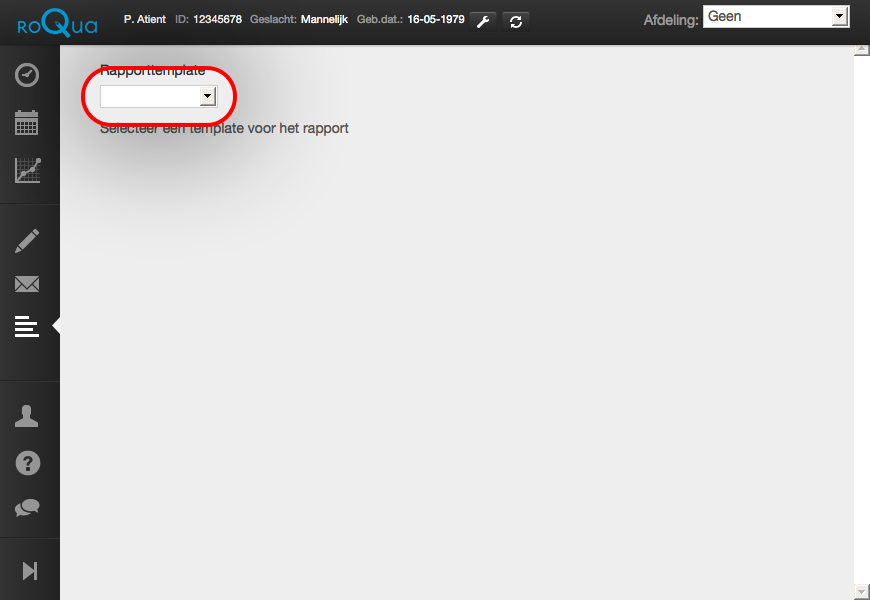 roQua P. Atient ID: 12345678 Geslacht: Mannelijk Geb.dat.: 16-05-1979 Afdeling: Geen
Rapporttemplate
Selecteer een template voor het rapport
?